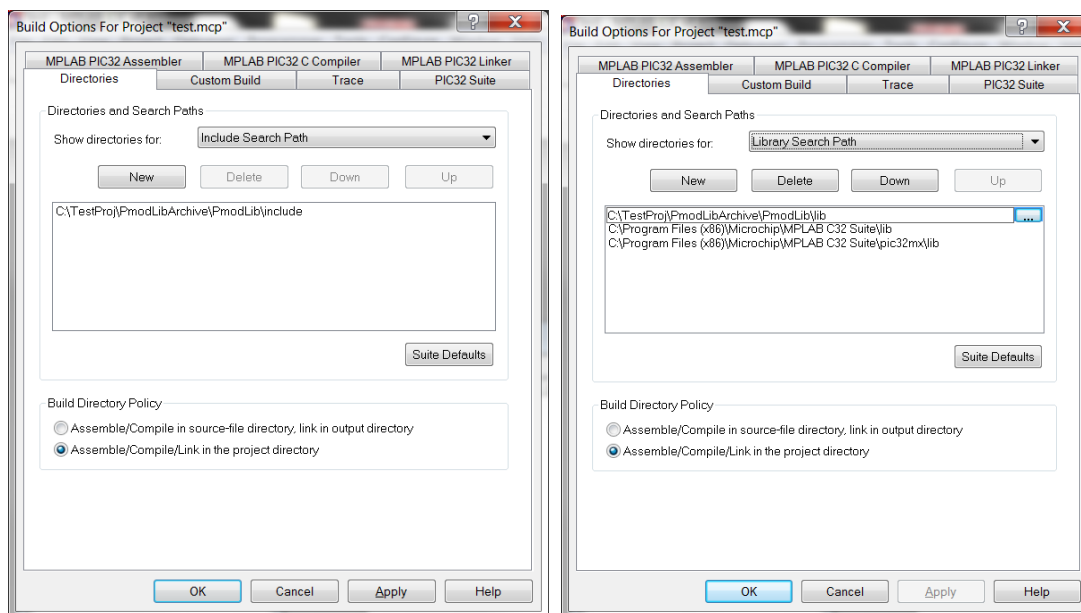 Build Options For Project "test.mcp"
MPLAB PIC32 Assembler MPLAB PIC32 C Compiler MPLAB PIC32 Linker
Directories Custom Build Trace PIC32 Suite
Directories and Search Paths
Show directories for: Include Search Path
New Delete Down Up
C:\TestProj\PmodLibArchive\PmodLib\include
Suite Defaults
Build Directory Policy
Assemble/Compile in source-file directory, link in output directory
Assemble/Compile/Link in the project directory
OK Cancel Apply Help
Build Options For Project "test.mcp"
MPLAB PIC32 Assembler MPLAB PIC32 C Compiler MPLAB PIC32 Linker
Directories Custom Build Trace PIC32 Suite
Directories and Search Paths
Show directories for: Library Search Path
New Delete Down Up
C:\TestProj\PmodLibArchive\PmodLib\lib ...
C:\Program Files (x86)\Microchip\MPLAB C32 Suite\lib
C:\Program Files (x86)\Microchip\MPLAB C32 Suite\pic32mx\lib
Suite Defaults
Build Directory Policy
Assemble/Compile in source-file directory, link in output directory
Assemble/Compile/Link in the project directory
OK Cancel Apply Help